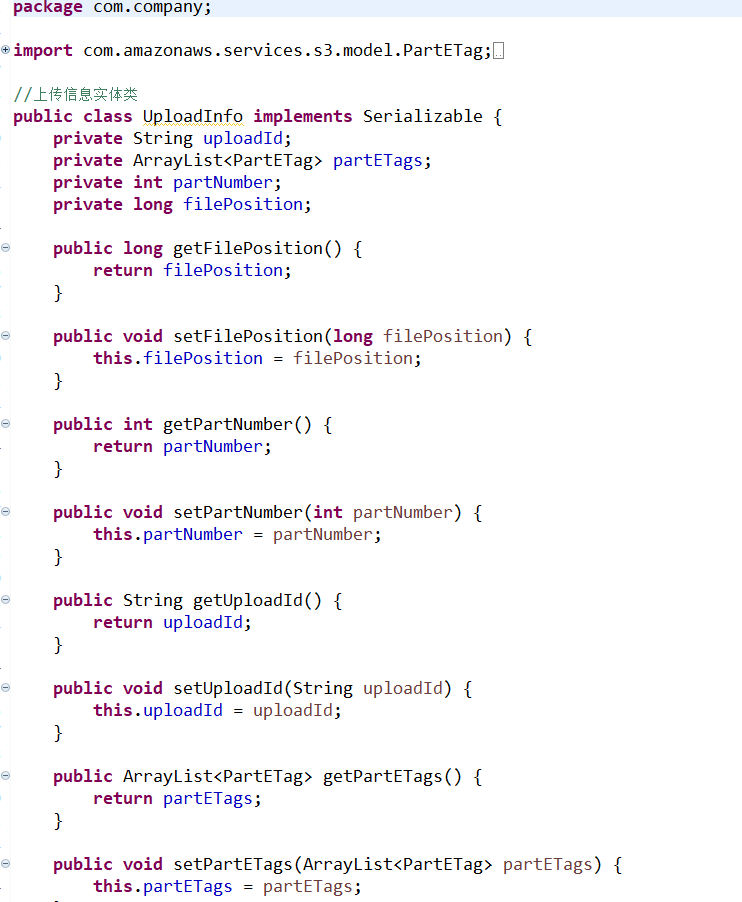 package com.company;
import com.amazonaws.services.s3.model.PartETag;
//上传信息实体类
public class UploadInfo implements Serializable {
    private String uploadId;
    private ArrayList<PartETag> partETags;
    private int partNumber;
    private long filePosition;
    public long getFilePosition() {
        return filePosition;
    }
    public void setFilePosition(long filePosition) {
        this.filePosition = filePosition;
    }
    public int getPartNumber() {
        return partNumber;
    }
    public void setPartNumber(int partNumber) {
        this.partNumber = partNumber;
    }
    public String getUploadId() {
        return uploadId;
    }
    public void setUploadId(String uploadId) {
        this.uploadId = uploadId;
    }
    public ArrayList<PartETag> getPartETags() {
        return partETags;
    }
    public void setPartETags(ArrayList<PartETag> partETags) {
        this.partETags = partETags;